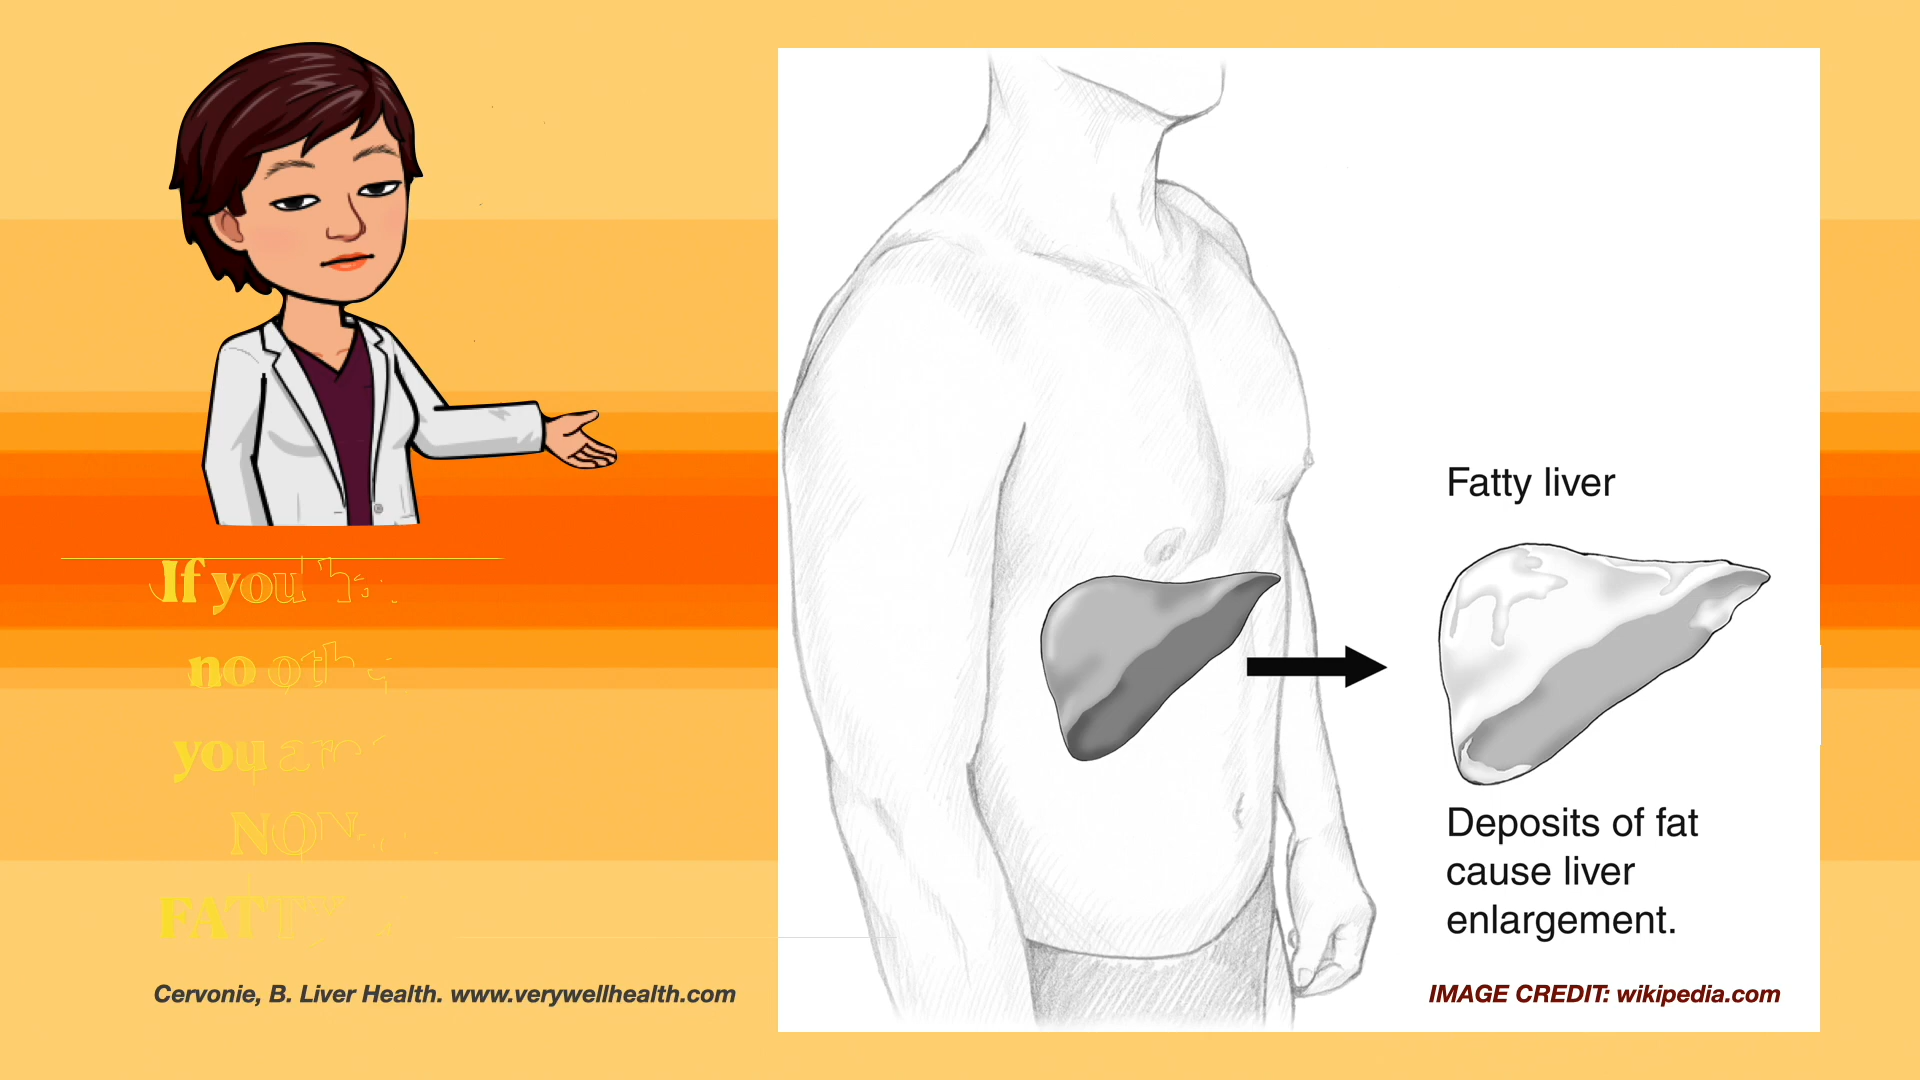 If you
no
you
FATTY
Cervonie, B. Liver Health. www.verywellhealth.com
Fatty liver
Deposits of fat
cause liver
enlargement.
IMAGE CREDIT: wikipedia.com